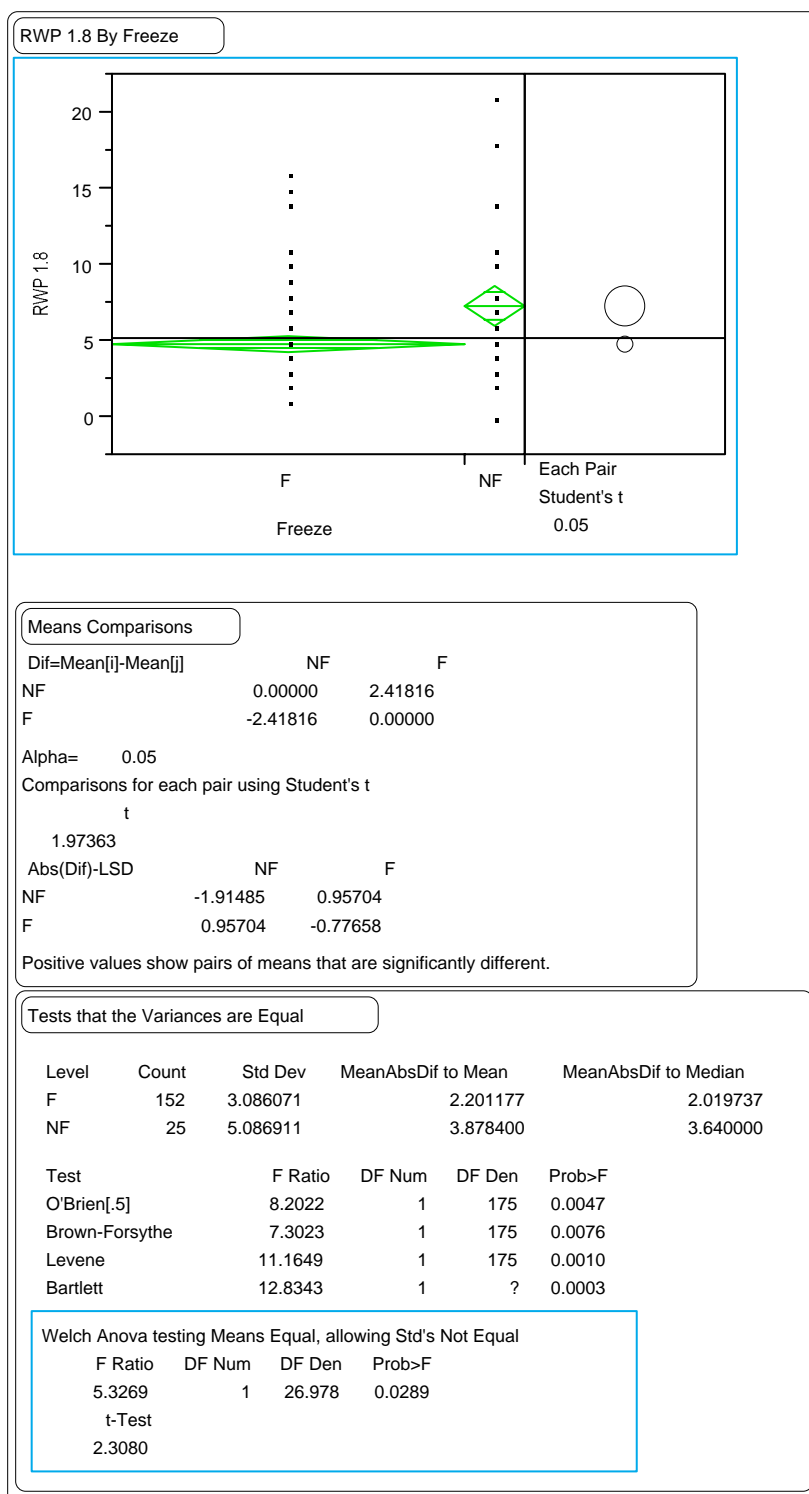 RWP 1.8 By Freeze
20
15
10
5
0
RWP 1.8
F NF
Each Pair
Student's t
0.05
Freeze
Means Comparisons
Dif=Mean[i]-Mean[j] NF F
NF 0.00000 2.41816
F -2.41816 0.00000
Alpha= 0.05
Comparisons for each pair using Student's t
t
1.97363
Abs(Dif)-LSD NF F
NF -1.91485 0.95704
F 0.95704 -0.77658
Positive values show pairs of means that are significantly different.
Tests that the Variances are Equal
Level Count Std Dev MeanAbsDif to Mean MeanAbsDif to Median
F 152 3.086071 2.201177 2.019737
NF 25 5.086911 3.878400 3.640000
Test F Ratio DF Num DF Den Prob>F
O'Brien[.5] 8.2022 1 175 0.0047
Brown-Forsythe 7.3023 1 175 0.0076
Levene 11.1649 1 175 0.0010
Bartlett 12.8343 1 ? 0.0003
Welch Anova testing Means Equal, allowing Std's Not Equal
F Ratio DF Num DF Den Prob>F
5.3269 1 26.978 0.0289
t-Test
2.3080